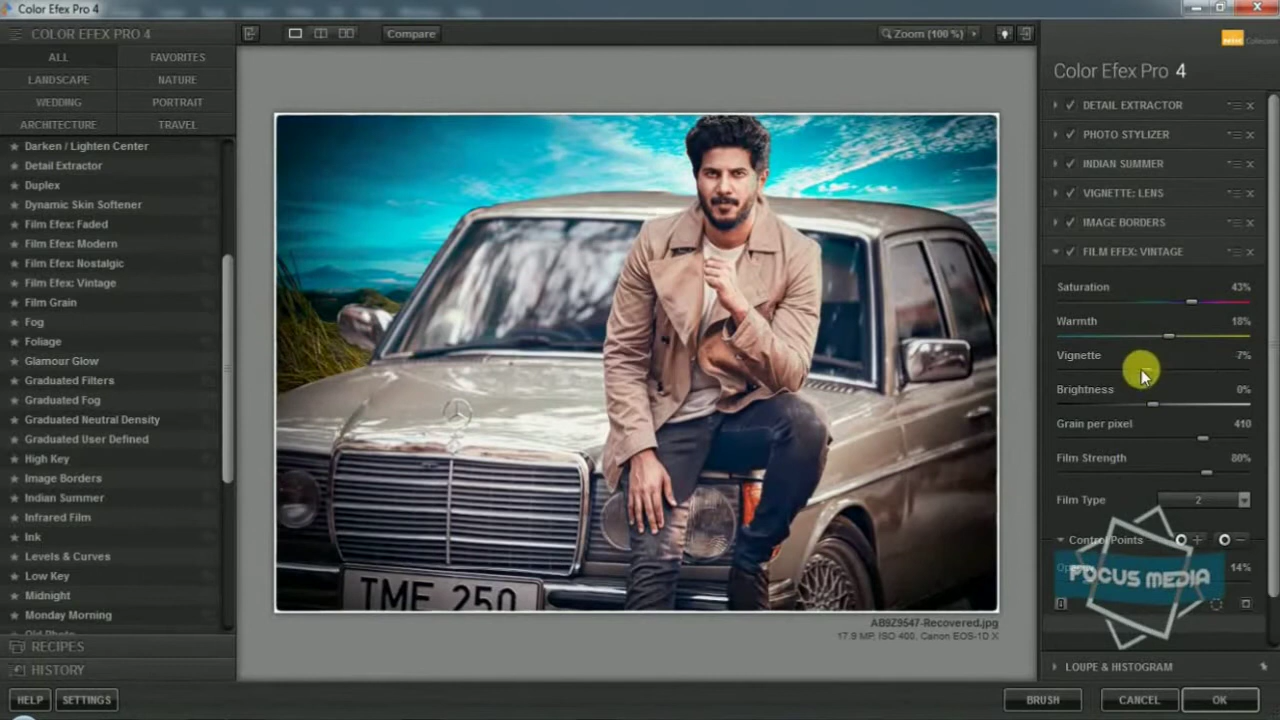 Color Efex Pro 4
COLOR EFEX PRO 4
ALL
FAVORITES
LANDSCAPE
NATURE
WEDDING
PORTRAIT
ARCHITECTURE
TRAVEL
Darken / Lighten Center
Detail Extractor
Duplex
Dynamic Skin Softener
Film Efex: Faded
Film Efex: Modern
Film Efex: Nostalgic
Film Efex: Vintage
Film Grain
Fog
Foliage
Glamour Glow
Graduated Filters
Graduated Fog
Graduated Neutral Density
Graduated User Defined
High Key
Image Borders
Indian Summer
Infrared Film
Ink
Levels & Curves
Low Key
Midnight
Monday Morning
Old Photo
RECIPES
HISTORY
HELP
SETTINGS
Compare
Zoom (100 %)
TME 250
AB9Z9547-Recovered.jpg
17.9 MP, ISO 400, Canon EOS-1D X
Color Efex Pro 4
DETAIL EXTRACTOR
PHOTO STYLIZER
INDIAN SUMMER
VIGNETTE: LENS
IMAGE BORDERS
FILM EFEX: VINTAGE
Saturation 43%
Warmth 18%
Vignette -7%
Brightness 0%
Grain per pixel 410
Film Strength 80%
Film Type 2
Control Points
14%
FOCUS MEDIA
LOUPE & HISTOGRAM
BRUSH
CANCEL
OK